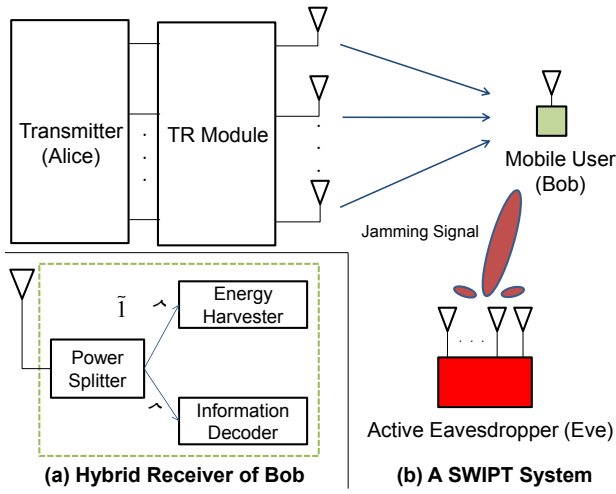 Transmitter
(Alice)
TR Module
. . .
. . .
Mobile User
(Bob)
Jamming Signal
. . .
Active Eavesdropper (Eve)
Power
Splitter
Energy
Harvester
Information
Decoder
(a) Hybrid Receiver of Bob
(b) A SWIPT System